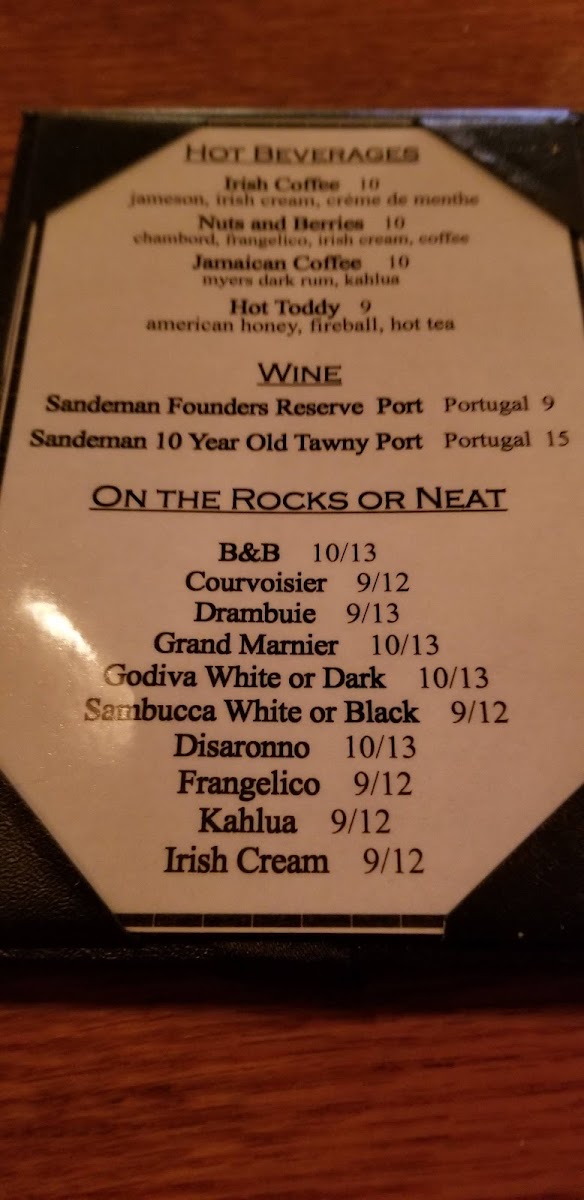 HOT BEVERAGES
Irish Coffee 10
jameson, irish cream, créme de menthe
Nuts and Berries 10
chambord, frangelico, irish cream, coffee
Jamaican Coffee 10
myers dark rum, kahlua
Hot Toddy 9
american honey, fireball, hot tea
WINE
Sandeman Founders Reserve Port Portugal 9
Sandeman 10 Year Old Tawny Port Portugal 15
ON THE ROCKS OR NEAT
B&B 10/13
Courvoisier 9/12
Drambuie 9/13
Grand Marnier 10/13
Godiva White or Dark 10/13
Sambucca White or Black 9/12
Disaronno 10/13
Frangelico 9/12
Kahlua 9/12
Irish Cream 9/12